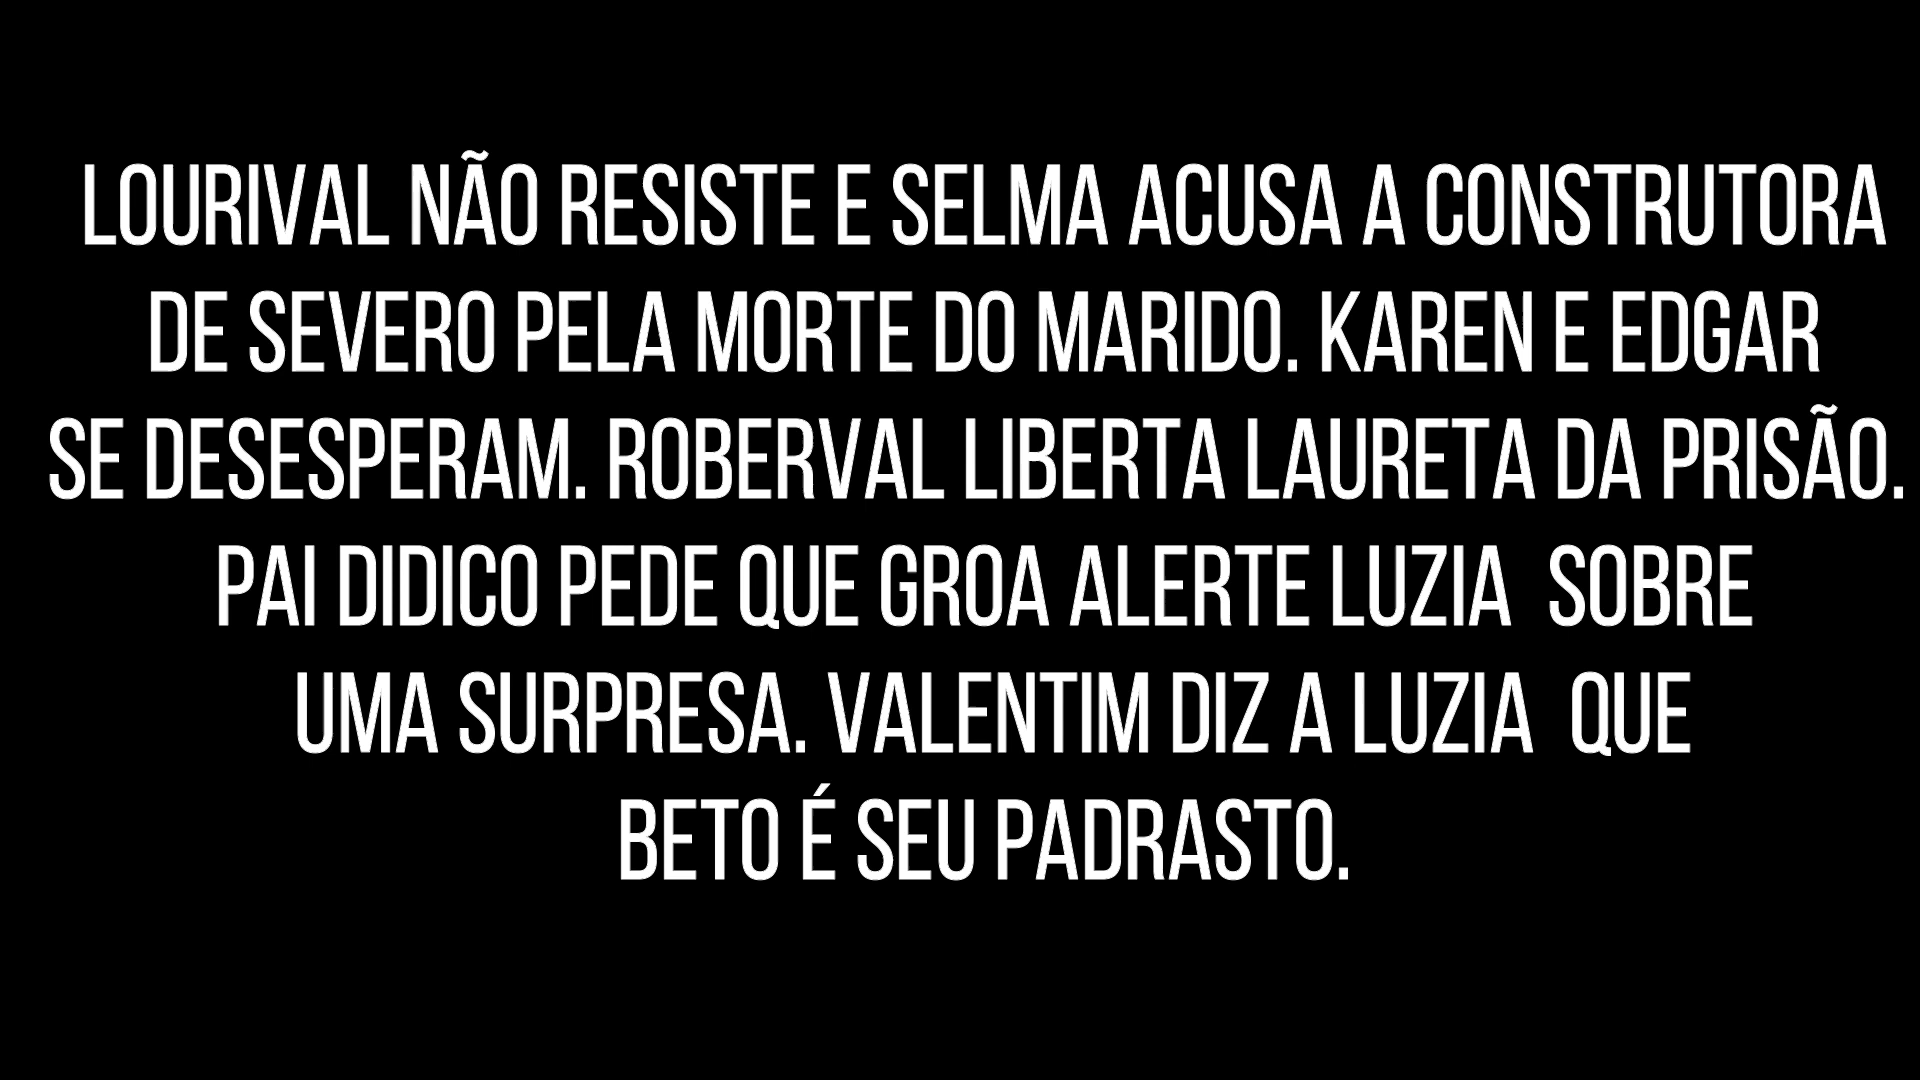 LOURIVAL NÃO RESISTE E SELMA ACUSA A CONSTRUTORA
DE SEVERO PELA MORTE DO MARIDO. KAREN E EDGAR
SE DESESPERAM. ROBERVAL LIBERTA LAURETA DA PRISÃO.
PAI DIDICO PEDE QUE GROA ALERTE LUZIA  SOBRE
UMA SURPRESA. VALENTIM DIZ A LUZIA  QUE
BETO É SEU PADRASTO.